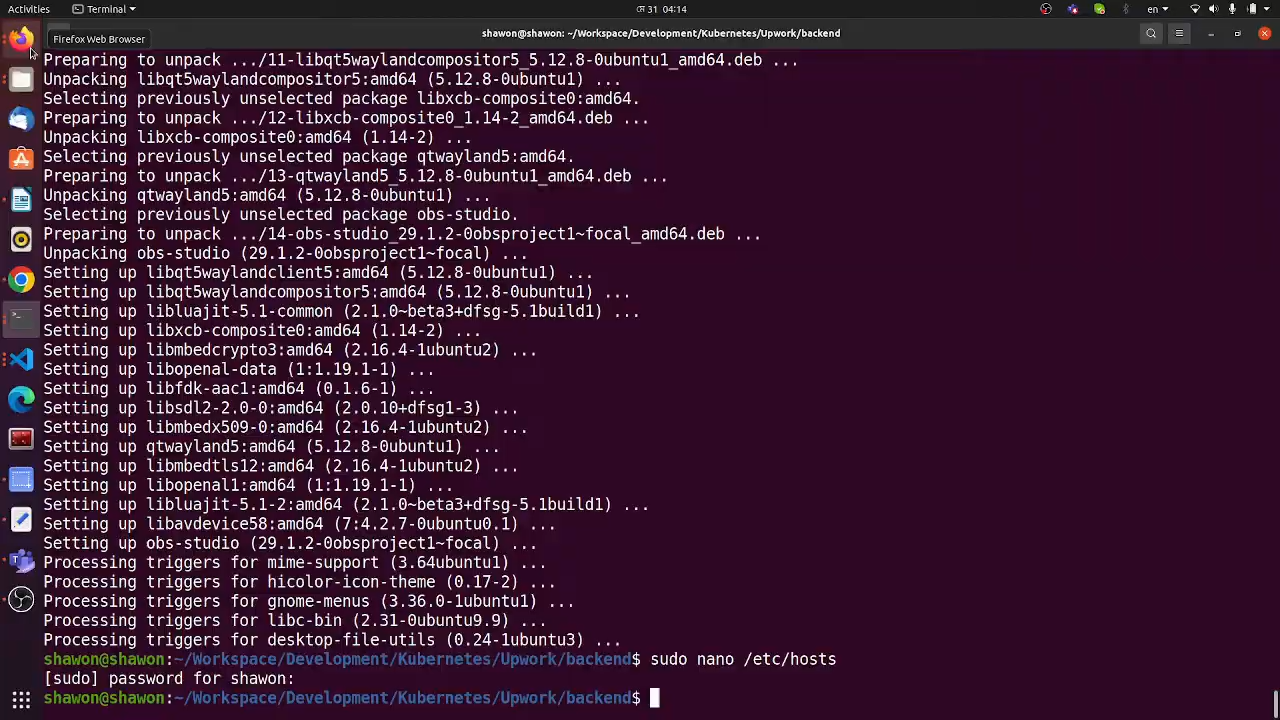 Activities
Terminal
অক্টো 31 04:14
en
Firefox Web Browser
shawon@shawon: ~/Workspace/Development/Kubernetes/Upwork/backend
Preparing to unpack .../11-libqt5waylandcompositor5_5.12.8-0ubuntu1_amd64.deb ...
Unpacking libqt5waylandcompositor5:amd64 (5.12.8-0ubuntu1) ...
Selecting previously unselected package libxcb-composite0:amd64.
Preparing to unpack .../12-libxcb-composite0_1.14-2_amd64.deb ...
Unpacking libxcb-composite0:amd64 (1.14-2) ...
Selecting previously unselected package qtwayland5:amd64.
Preparing to unpack .../13-qtwayland5_5.12.8-0ubuntu1_amd64.deb ...
Unpacking qtwayland5:amd64 (5.12.8-0ubuntu1) ...
Selecting previously unselected package obs-studio.
Preparing to unpack .../14-obs-studio_29.1.2-0obsproject1~focal_amd64.deb ...
Unpacking obs-studio (29.1.2-0obsproject1~focal) ...
Setting up libqt5waylandclient5:amd64 (5.12.8-0ubuntu1) ...
Setting up libqt5waylandcompositor5:amd64 (5.12.8-0ubuntu1) ...
Setting up libluajit-5.1-common (2.1.0~beta3+dfsg-5.1build1) ...
Setting up libxcb-composite0:amd64 (1.14-2) ...
Setting up libmbedcrypto3:amd64 (2.16.4-1ubuntu2) ...
Setting up libopenal-data (1:1.19.1-1) ...
Setting up libfdk-aac1:amd64 (0.1.6-1) ...
Setting up libsdl2-2.0-0:amd64 (2.0.10+dfsg1-3) ...
Setting up libmbedx509-0:amd64 (2.16.4-1ubuntu2) ...
Setting up qtwayland5:amd64 (5.12.8-0ubuntu1) ...
Setting up libmbedtls12:amd64 (2.16.4-1ubuntu2) ...
Setting up libopenal1:amd64 (1:1.19.1-1) ...
Setting up libluajit-5.1-2:amd64 (2.1.0~beta3+dfsg-5.1build1) ...
Setting up libavdevice58:amd64 (7:4.2.7-0ubuntu0.1) ...
Setting up obs-studio (29.1.2-0obsproject1~focal) ...
Processing triggers for mime-support (3.64ubuntu1) ...
Processing triggers for hicolor-icon-theme (0.17-2) ...
Processing triggers for gnome-menus (3.36.0-1ubuntu1) ...
Processing triggers for libc-bin (2.31-0ubuntu9.9) ...
Processing triggers for desktop-file-utils (0.24-1ubuntu3) ...
shawon@shawon:~/Workspace/Development/Kubernetes/Upwork/backend$ sudo nano /etc/hosts
[sudo] password for shawon:
shawon@shawon:~/Workspace/Development/Kubernetes/Upwork/backend$